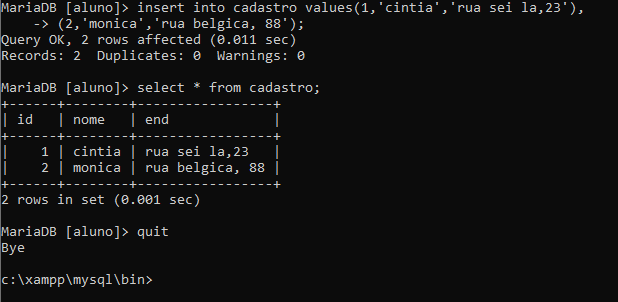 MariaDB [aluno]> insert into cadastro values(1,'cintia','rua sei la,23'),
    -> (2,'monica','rua belgica, 88');
Query OK, 2 rows affected (0.011 sec)
Records: 2  Duplicates: 0  Warnings: 0

MariaDB [aluno]> select * from cadastro;
+------+--------+-----------------+
| id   | nome   | end             |
+------+--------+-----------------+
|    1 | cintia | rua sei la,23   |
|    2 | monica | rua belgica, 88 |
+------+--------+-----------------+
2 rows in set (0.001 sec)

MariaDB [aluno]> quit
Bye

c:\xampp\mysql\bin>